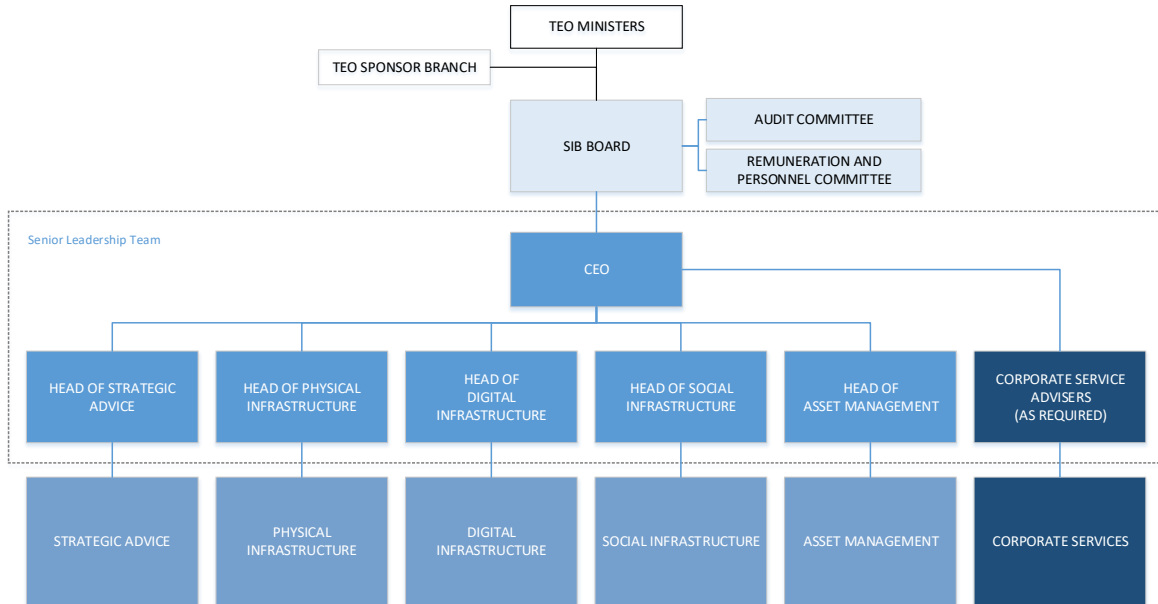 TEO MINISTERS
TEO SPONSOR BRANCH
SIB BOARD
AUDIT COMMITTEE
REMUNERATION AND
PERSONNEL COMMITTEE
Senior Leadership Team
CEO
HEAD OF STRATEGIC
ADVICE
HEAD OF PHYSICAL
INFRASTRUCTURE
HEAD OF
DIGITAL
INFRASTRUCTURE
HEAD OF SOCIAL
INFRASTRUCTURE
HEAD OF
ASSET MANAGEMENT
CORPORATE SERVICE
ADVISERS
(AS REQUIRED)
STRATEGIC ADVICE
PHYSICAL
INFRASTRUCTURE
DIGITAL
INFRASTRUCTURE
SOCIAL INFRASTRUCTURE
ASSET MANAGEMENT
CORPORATE SERVICES